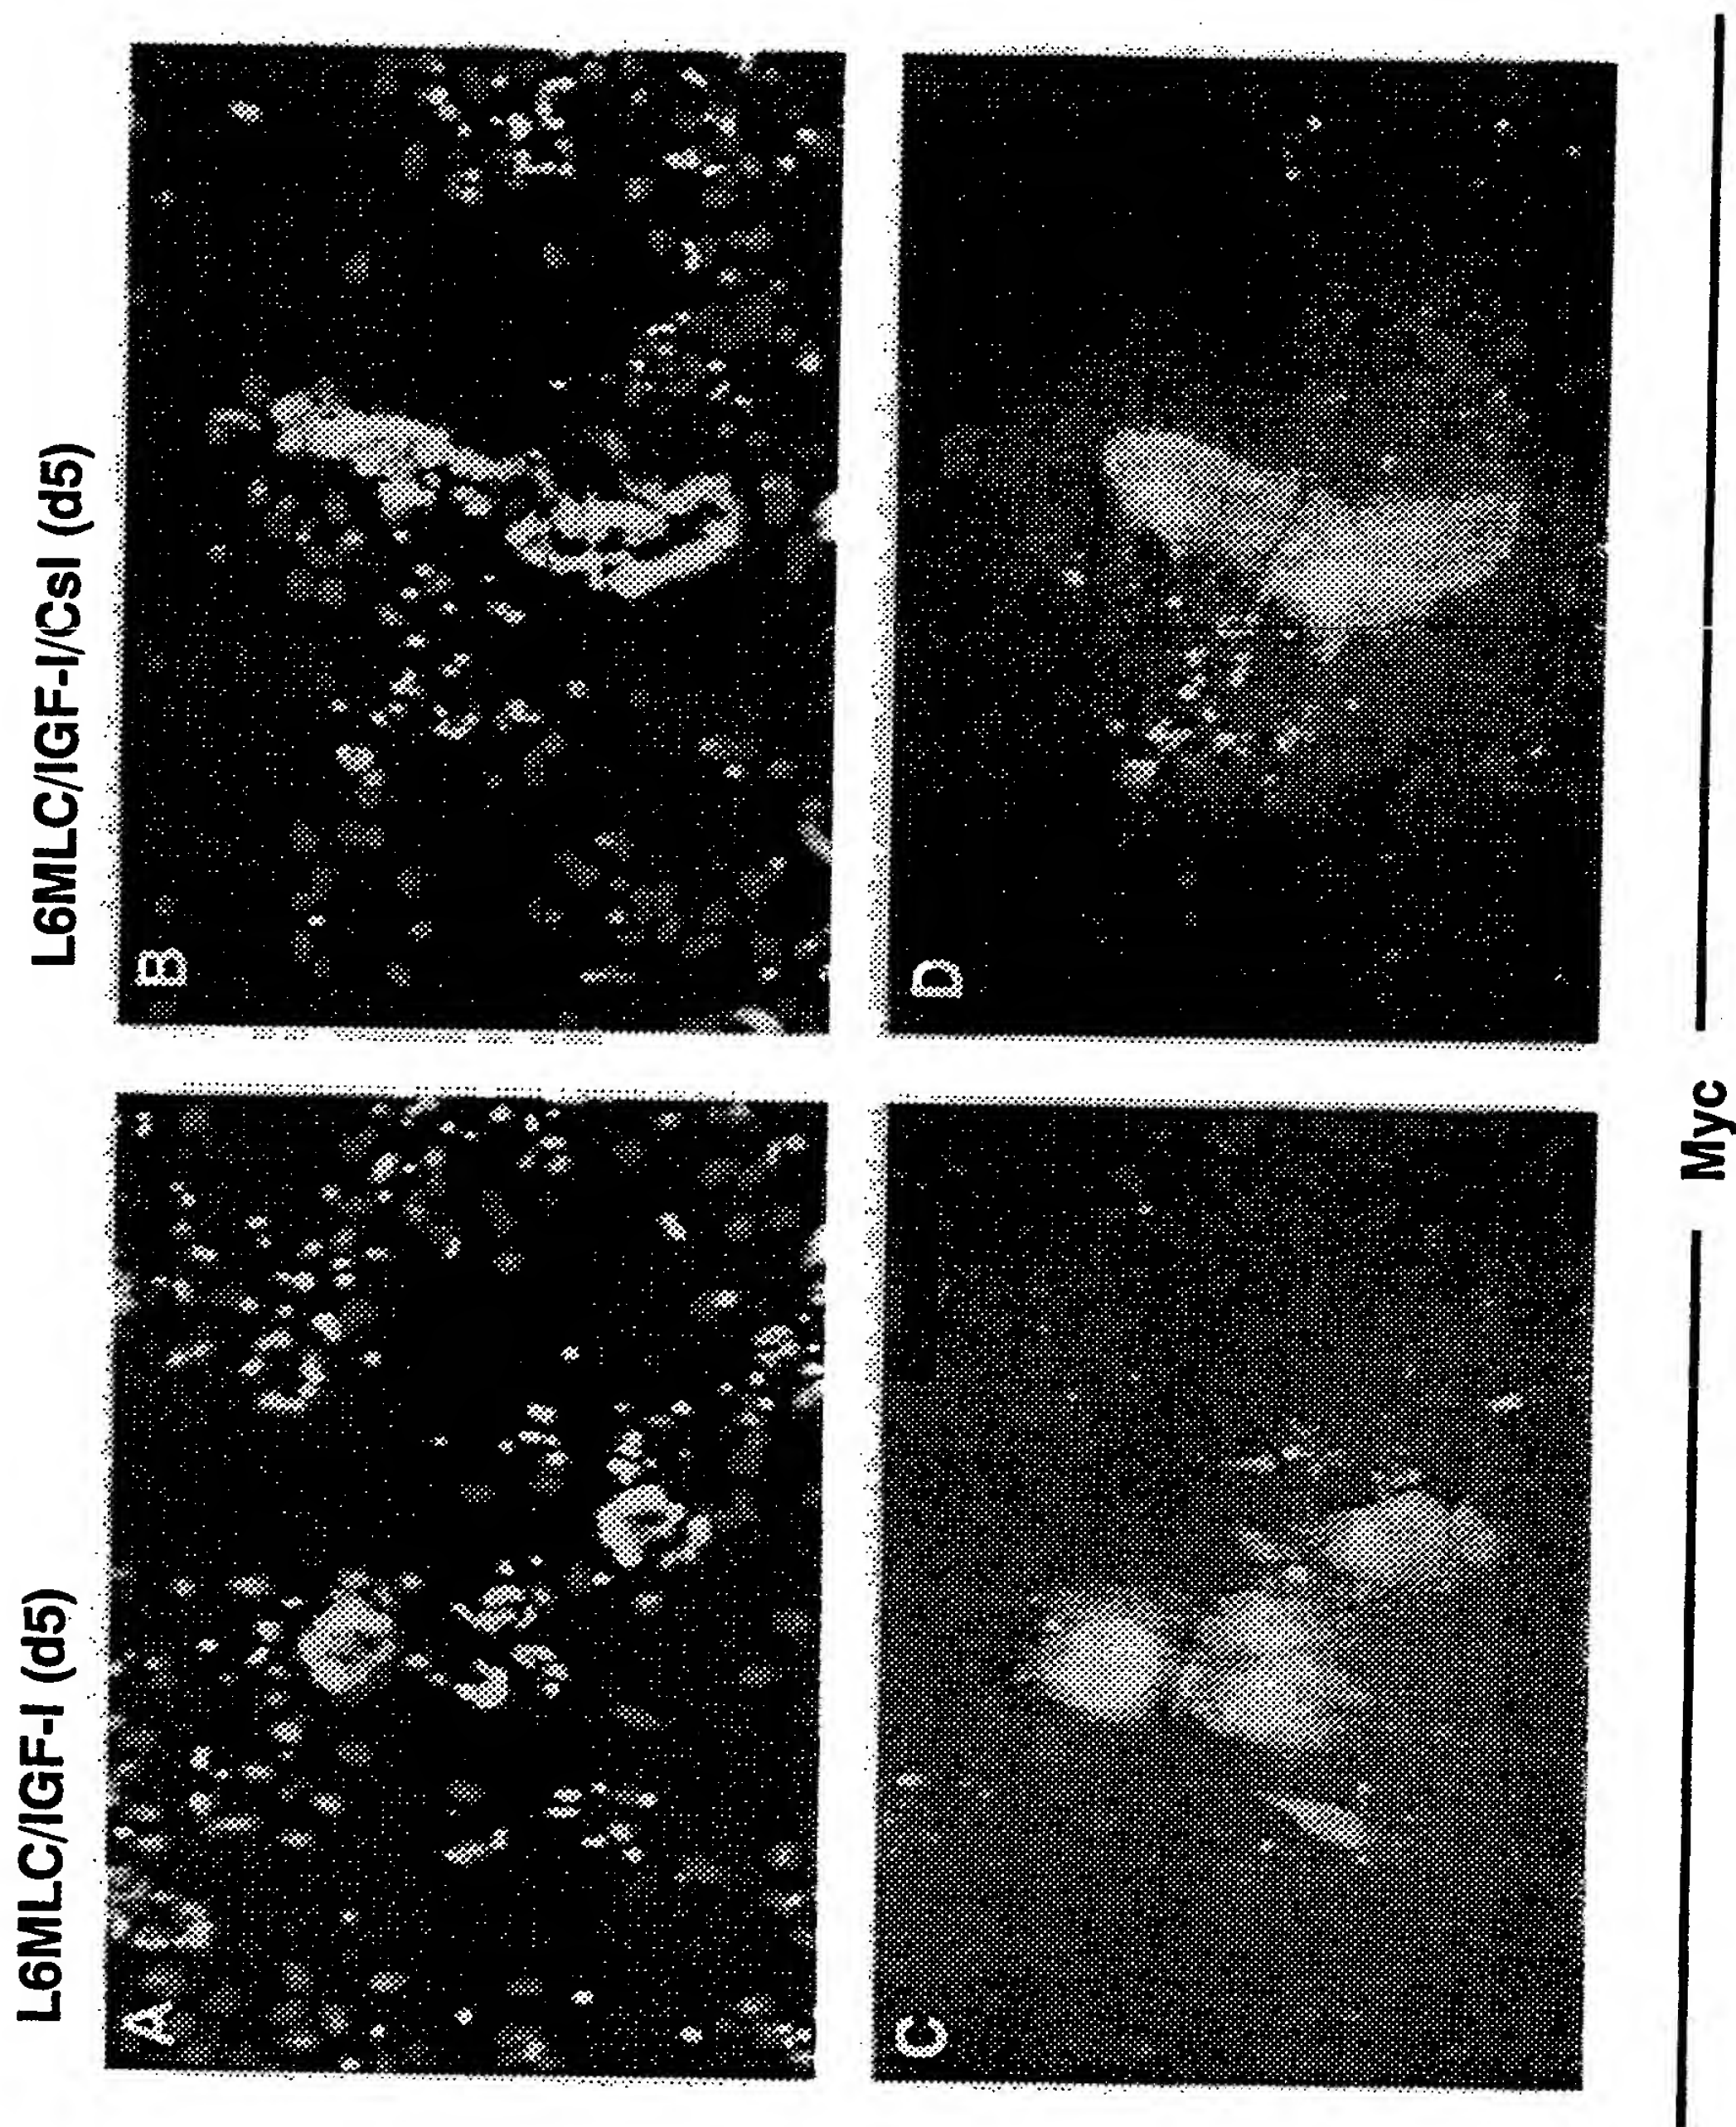 L6MLC/IGF-I (d5)
L6MLC/IGF-I/CsI (d5)
A
B
C
D
Myc